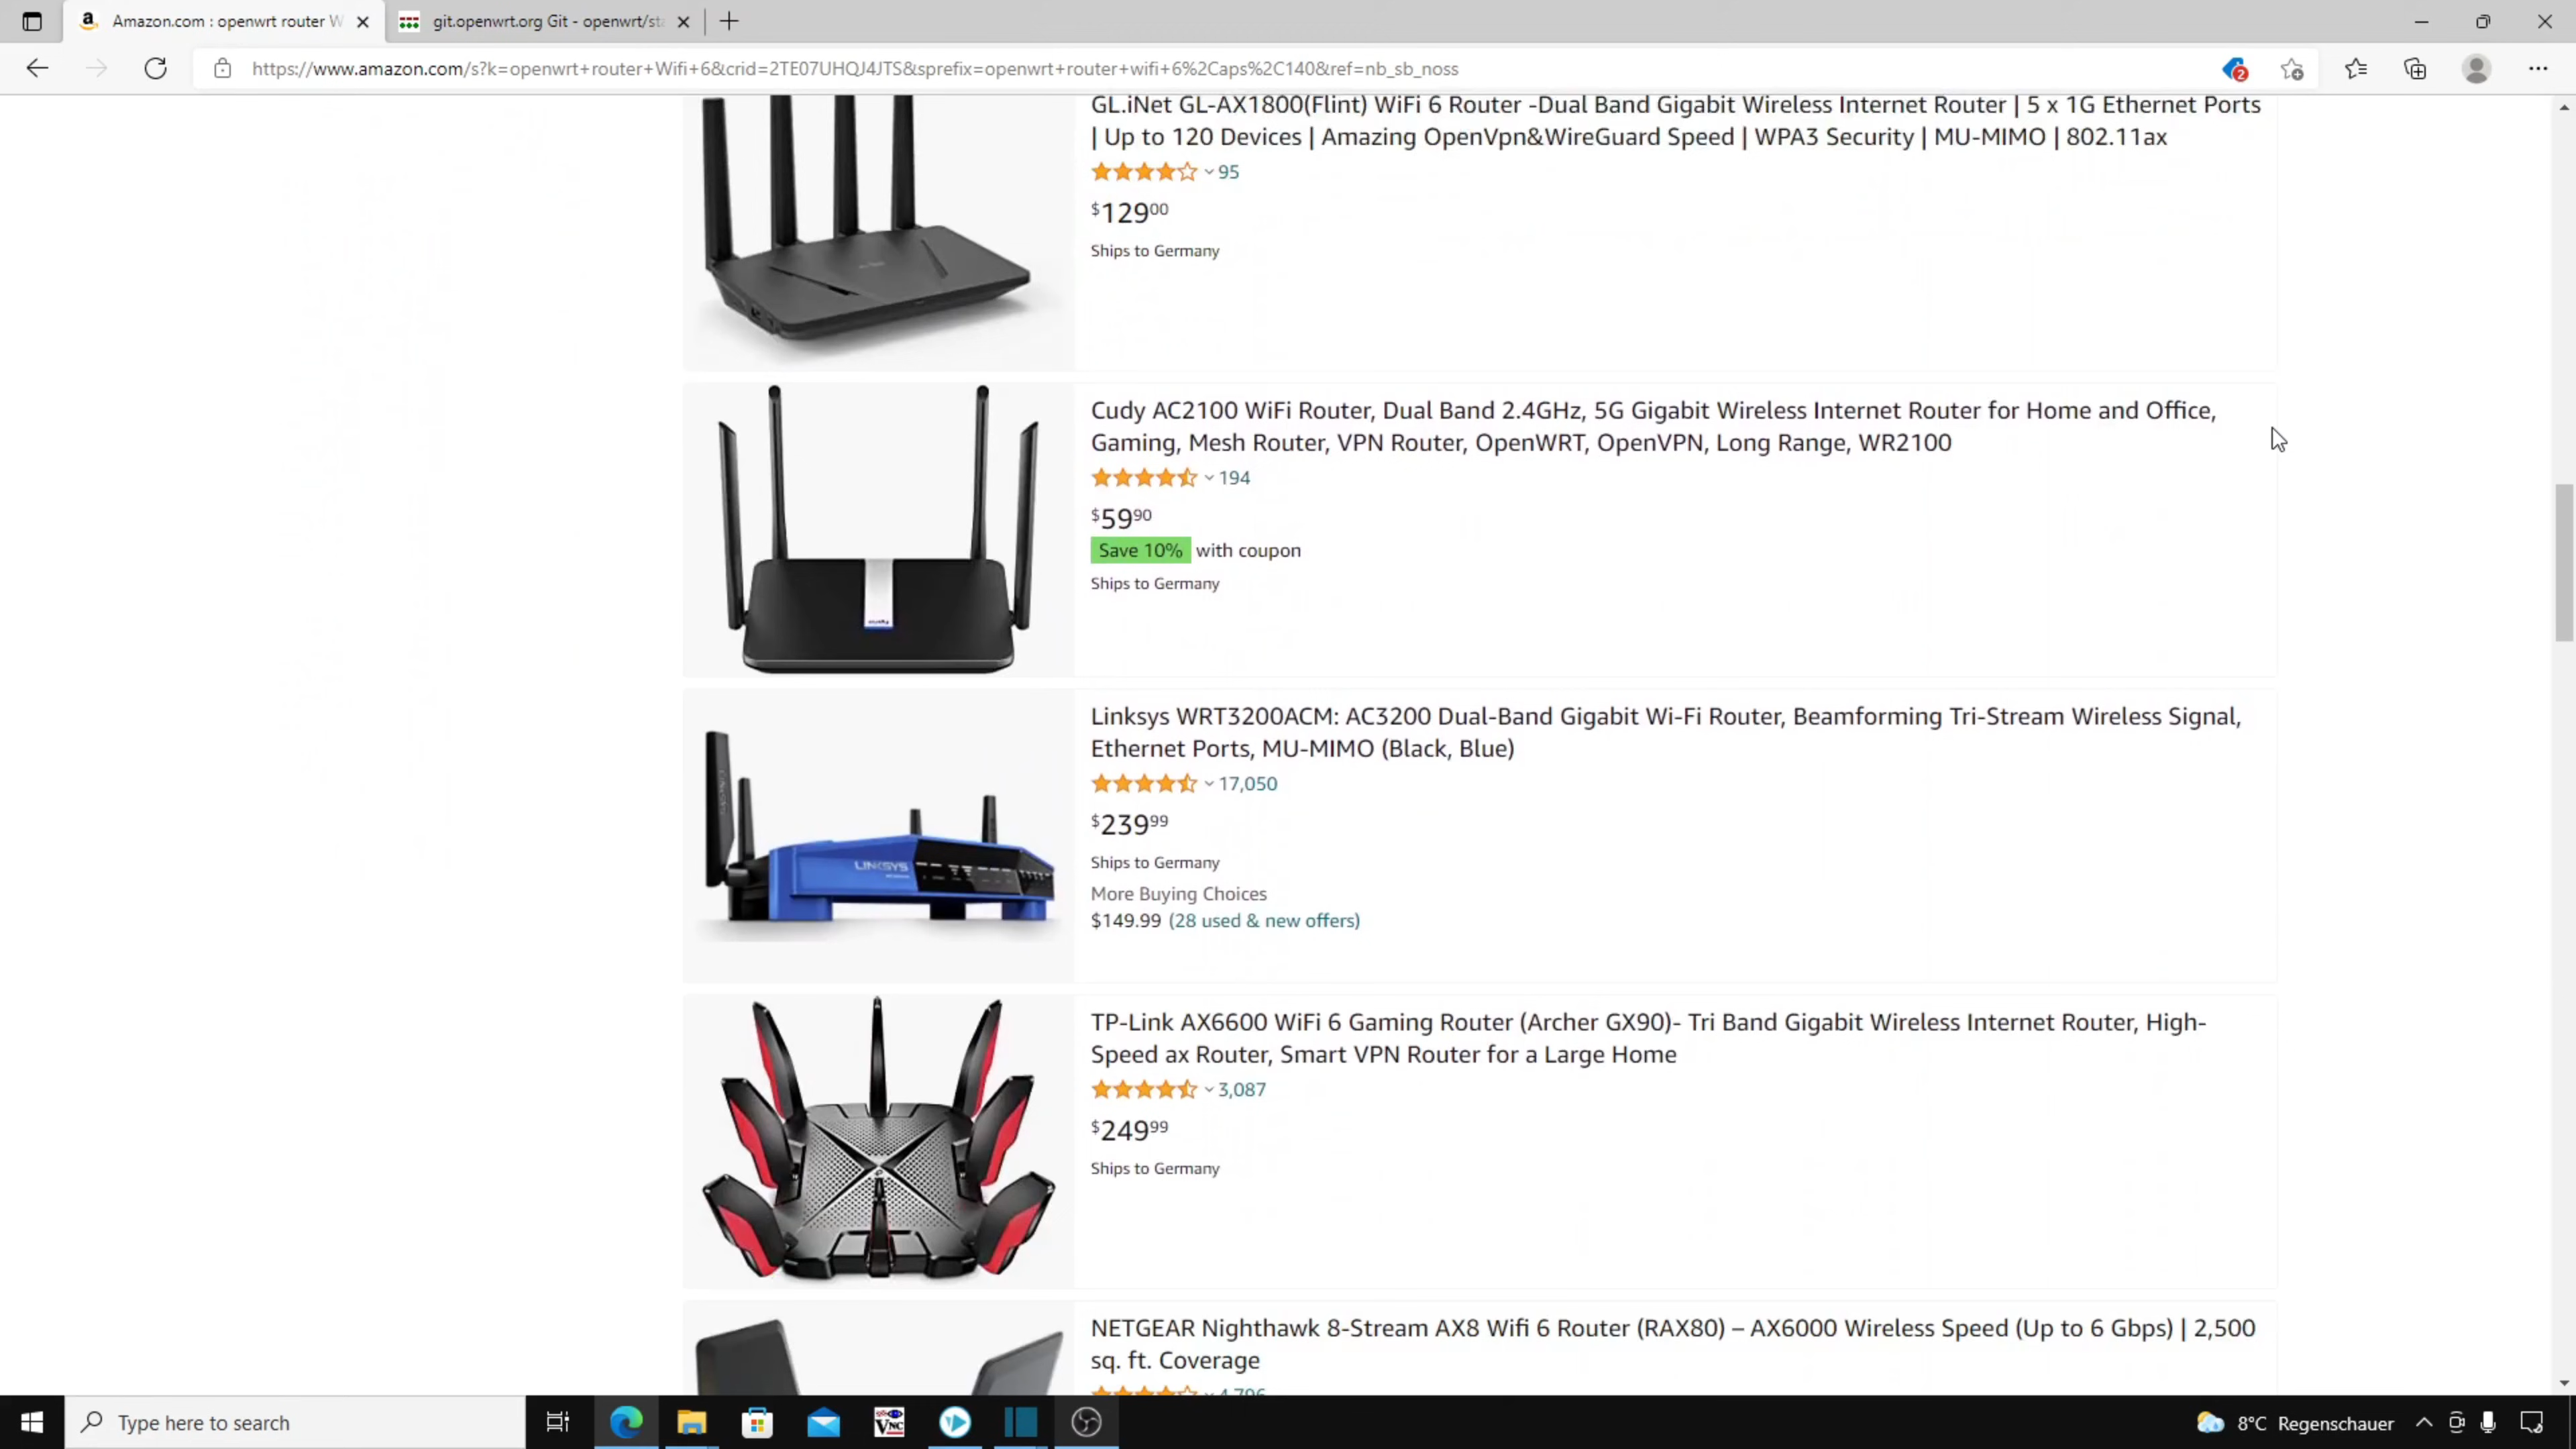 Amazon.com : openwrt router W
git.openwrt.org Git - openwrt/sta
https://www.amazon.com/s?k=openwrt+router+Wifi+6&crid=2TE07UHQJ4JTS&sprefix=openwrt+router+wifi+6%2Caps%2C140&ref=nb_sb_noss
2
GL.iNet GL-AX1800(Flint) WiFi 6 Router -Dual Band Gigabit Wireless Internet Router | 5 x 1G Ethernet Ports
| Up to 120 Devices | Amazing OpenVpn&WireGuard Speed | WPA3 Security | MU-MIMO | 802.11ax
95
$129.00
Ships to Germany
Cudy AC2100 WiFi Router, Dual Band 2.4GHz, 5G Gigabit Wireless Internet Router for Home and Office,
Gaming, Mesh Router, VPN Router, OpenWRT, OpenVPN, Long Range, WR2100
194
$59.90
Save 10% with coupon
Ships to Germany
Linksys WRT3200ACM: AC3200 Dual-Band Gigabit Wi-Fi Router, Beamforming Tri-Stream Wireless Signal,
Ethernet Ports, MU-MIMO (Black, Blue)
17,050
$239.99
Ships to Germany
More Buying Choices
$149.99 (28 used & new offers)
LINKSYS
TP-Link AX6600 WiFi 6 Gaming Router (Archer GX90)- Tri Band Gigabit Wireless Internet Router, High-
Speed ax Router, Smart VPN Router for a Large Home
3,087
$249.99
Ships to Germany
NETGEAR Nighthawk 8-Stream AX8 Wifi 6 Router (RAX80) – AX6000 Wireless Speed (Up to 6 Gbps) | 2,500
sq. ft. Coverage
4,796
Type here to search
VNC
8°C Regenschauer